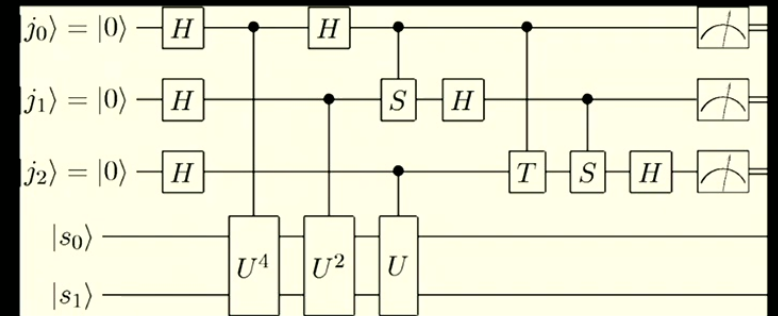 |j₀⟩ = |0⟩ H H
|j₁⟩ = |0⟩ H S H
|j₂⟩ = |0⟩ H T S H
|s₀⟩ U⁴ U² U
|s₁⟩